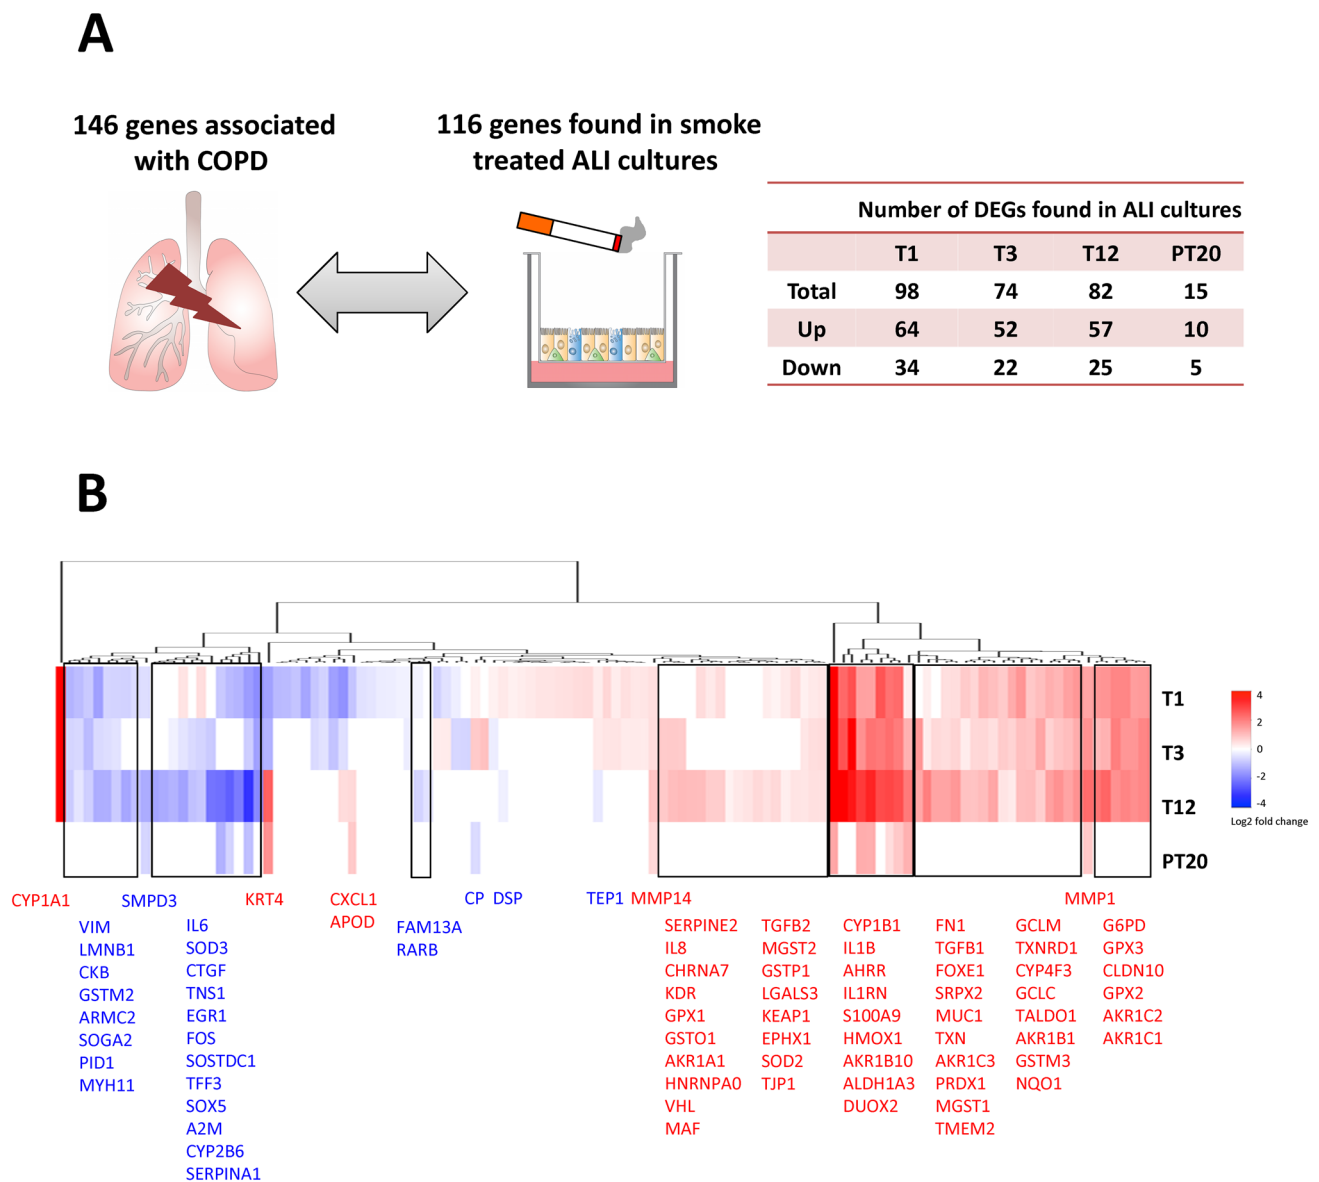 A
146 genes associated
with COPD
116 genes found in smoke
treated ALI cultures
Number of DEGs found in ALI cultures
T1 T3 T12 PT20
Total 98 74 82 15
Up 64 52 57 10
Down 34 22 25 5
B
T1
T3
T12
PT20
4
2
0
-2
-4
Log2 fold change
CYP1A1 SMPD3 KRT4 CXCL1 CP DSP TEP1 MMP14 MMP1
APOD
VIM
LMNB1
CKB
GSTM2
ARMC2
SOGA2
PID1
MYH11
IL6
SOD3
CTGF
TNS1
EGR1
FOS
SOSTDC1
TFF3
SOX5
A2M
CYP2B6
SERPINA1
FAM13A
RARB
SERPINE2
IL8
CHRNA7
KDR
GPX1
GSTO1
AKR1A1
HNRNPA0
VHL
MAF
TGFB2
MGST2
GSTP1
LGALS3
KEAP1
EPHX1
SOD2
TJP1
CYP1B1
IL1B
AHRR
IL1RN
S100A9
HMOX1
AKR1B10
ALDH1A3
DUOX2
FN1
TGFB1
FOXE1
SRPX2
MUC1
TXN
AKR1C3
PRDX1
MGST1
TMEM2
GCLM
TXNRD1
CYP4F3
GCLC
TALDO1
AKR1B1
GSTM3
NQO1
G6PD
GPX3
CLDN10
GPX2
AKR1C2
AKR1C1